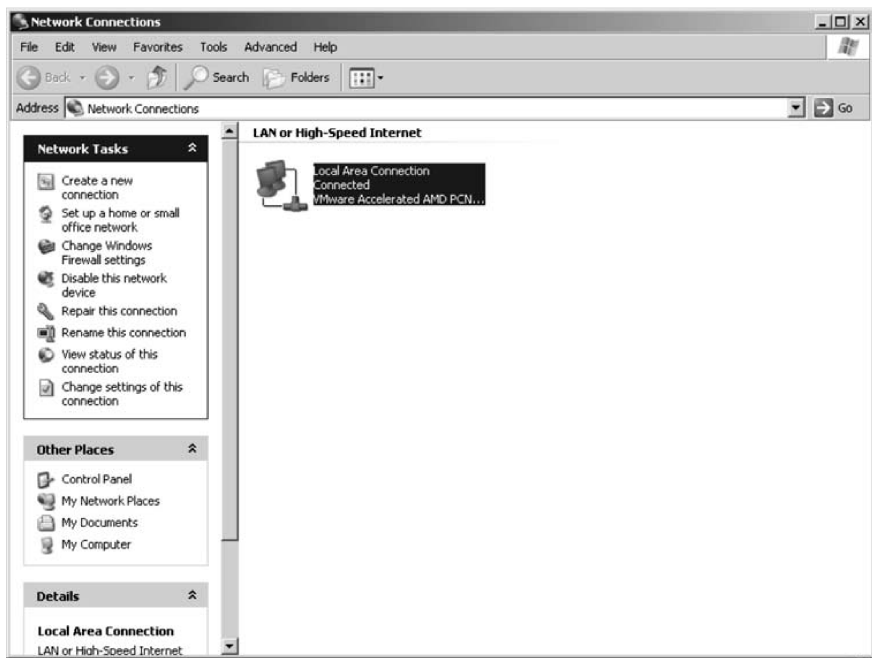 Network Connections
File Edit View Favorites Tools Advanced Help
Back Search Folders
Address Network Connections Go
Network Tasks
Create a new
connection
Set up a home or small
office network
Change Windows
Firewall settings
Disable this network
device
Repair this connection
Rename this connection
View status of this
connection
Change settings of this
connection
Other Places
Control Panel
My Network Places
My Documents
My Computer
Details
Local Area Connection
LAN or High-Speed Internet
LAN or High-Speed Internet
Local Area Connection
Connected
VMware Accelerated AMD PCN...